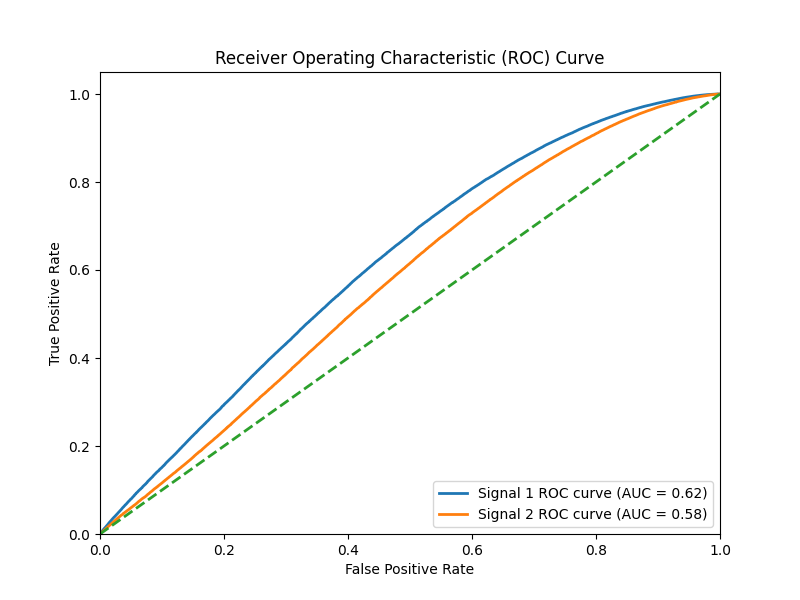 Receiver Operating Characteristic (ROC) Curve
True Positive Rate
1.0
0.8
0.6
0.4
0.2
0.0
Signal 1 ROC curve (AUC = 0.62)
Signal 2 ROC curve (AUC = 0.58)
0.0 0.2 0.4 0.6 0.8 1.0
False Positive Rate